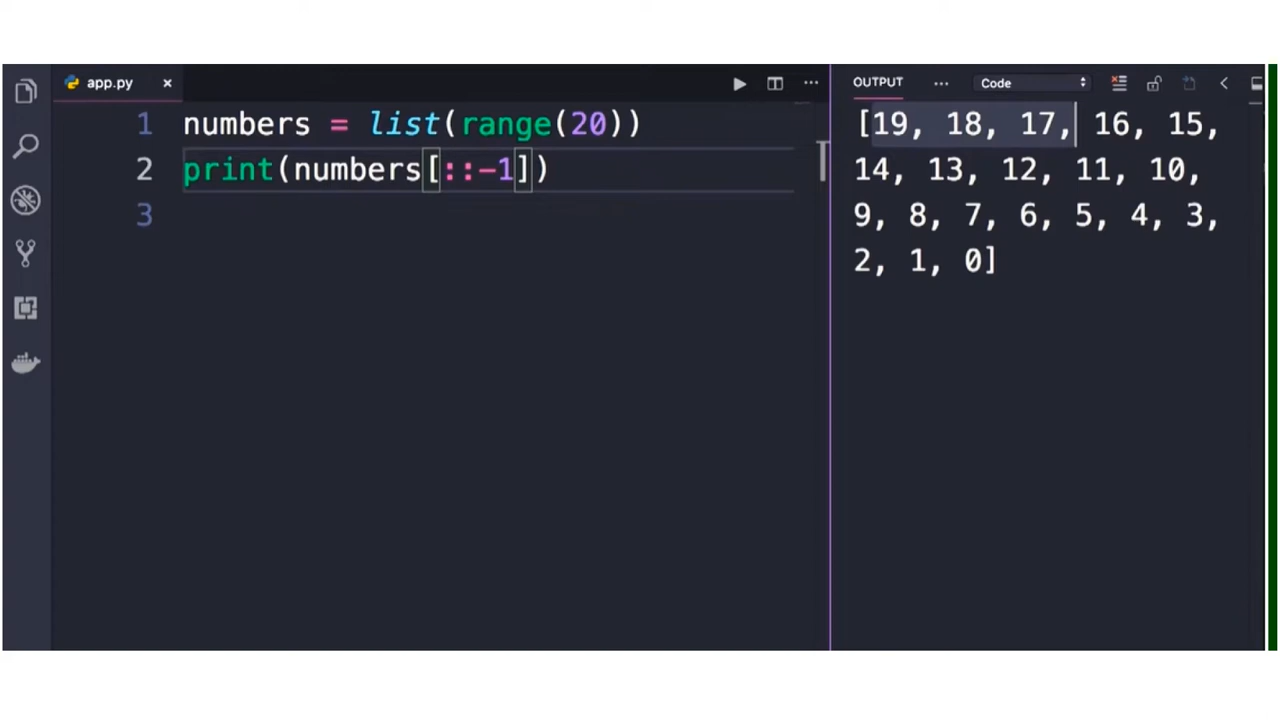 app.py ×
1 numbers = list(range(20))
2 print(numbers[::-1])
3
OUTPUT ... Code
[19, 18, 17, 16, 15,
14, 13, 12, 11, 10,
9, 8, 7, 6, 5, 4, 3,
2, 1, 0]